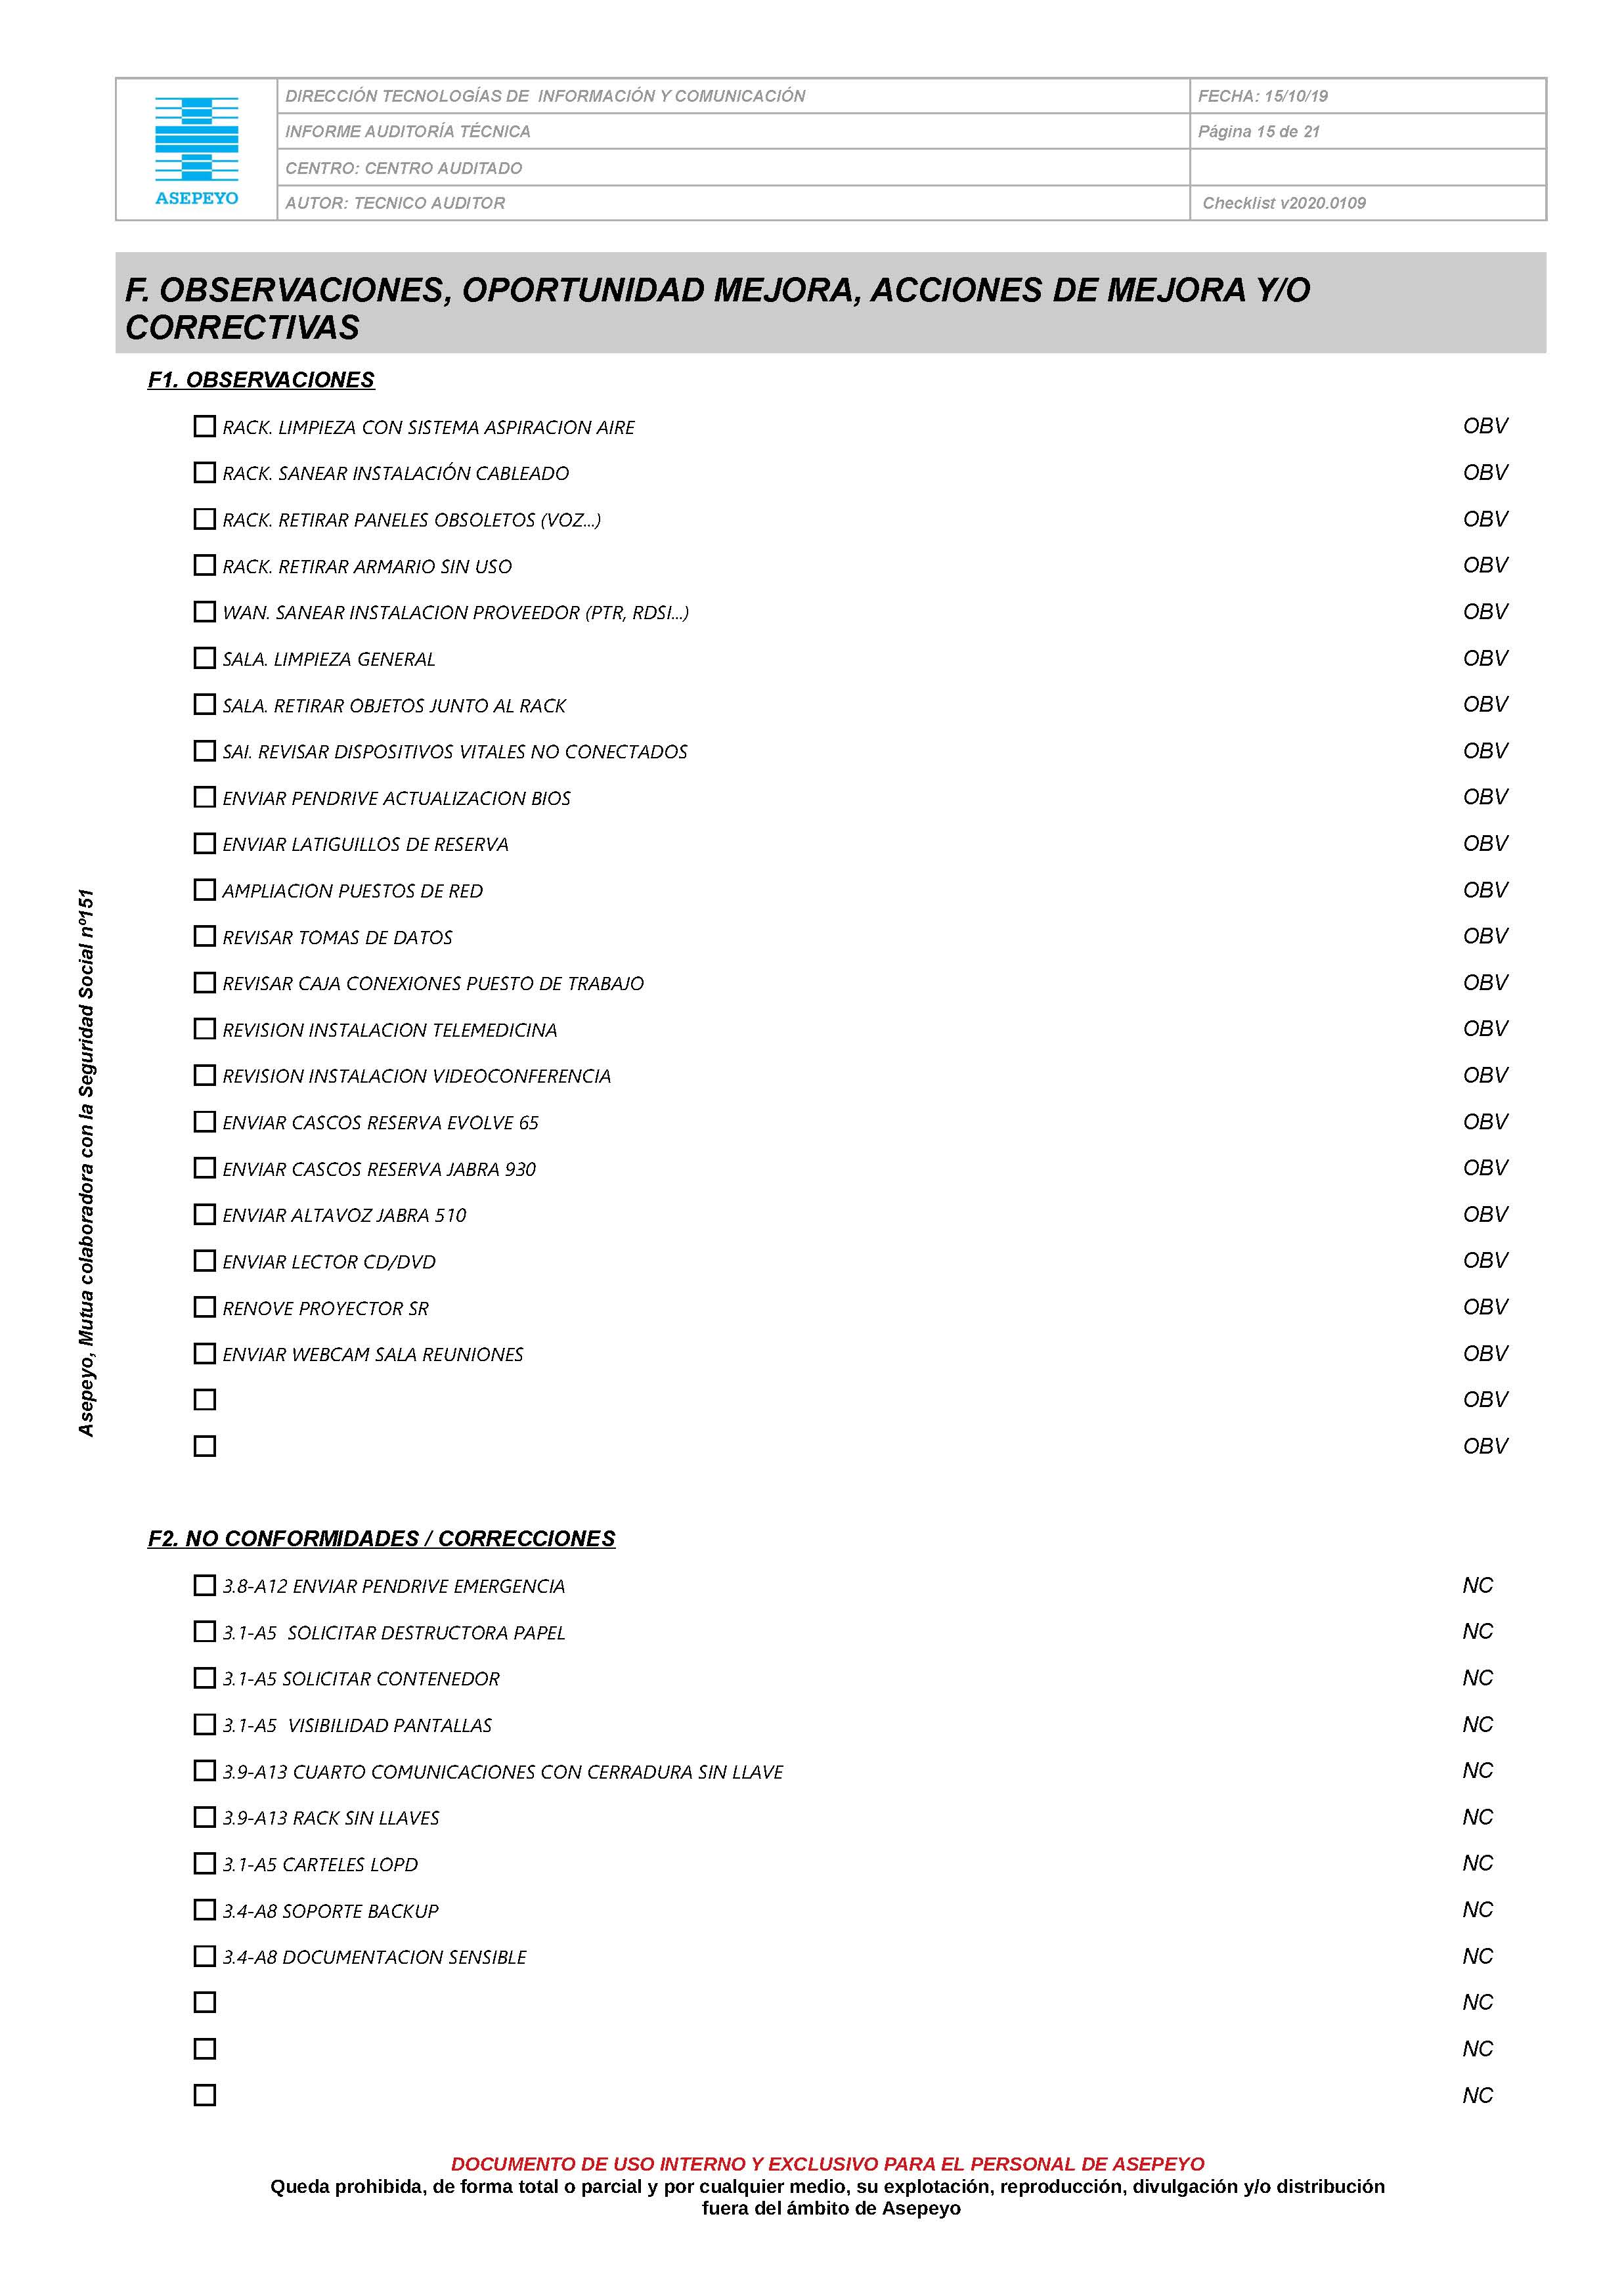 DIRECCIÓN TECNOLOGÍAS DE  INFORMACIÓN Y COMUNICACIÓN
FECHA: 15/10/19
INFORME AUDITORÍA TÉCNICA
Página 15 de 21
CENTRO: CENTRO AUDITADO
ASEPEYO
AUTOR: TECNICO AUDITOR
Checklist v2020.0109
F. OBSERVACIONES, OPORTUNIDAD MEJORA, ACCIONES DE MEJORA Y/O
CORRECTIVAS
F1. OBSERVACIONES
RACK. LIMPIEZA CON SISTEMA ASPIRACION AIRE OBV
RACK. SANEAR INSTALACIÓN CABLEADO OBV
RACK. RETIRAR PANELES OBSOLETOS (VOZ...) OBV
RACK. RETIRAR ARMARIO SIN USO OBV
WAN. SANEAR INSTALACION PROVEEDOR (PTR, RDSI...) OBV
SALA. LIMPIEZA GENERAL OBV
SALA. RETIRAR OBJETOS JUNTO AL RACK OBV
SAI. REVISAR DISPOSITIVOS VITALES NO CONECTADOS OBV
ENVIAR PENDRIVE ACTUALIZACION BIOS OBV
ENVIAR LATIGUILLOS DE RESERVA OBV
AMPLIACION PUESTOS DE RED OBV
REVISAR TOMAS DE DATOS OBV
REVISAR CAJA CONEXIONES PUESTO DE TRABAJO OBV
REVISION INSTALACION TELEMEDICINA OBV
REVISION INSTALACION VIDEOCONFERENCIA OBV
ENVIAR CASCOS RESERVA EVOLVE 65 OBV
ENVIAR CASCOS RESERVA JABRA 930 OBV
ENVIAR ALTAVOZ JABRA 510 OBV
ENVIAR LECTOR CD/DVD OBV
RENOVE PROYECTOR SR OBV
ENVIAR WEBCAM SALA REUNIONES OBV
OBV
OBV
F2. NO CONFORMIDADES / CORRECCIONES
3.8-A12 ENVIAR PENDRIVE EMERGENCIA NC
3.1-A5  SOLICITAR DESTRUCTORA PAPEL NC
3.1-A5 SOLICITAR CONTENEDOR NC
3.1-A5  VISIBILIDAD PANTALLAS NC
3.9-A13 CUARTO COMUNICACIONES CON CERRADURA SIN LLAVE NC
3.9-A13 RACK SIN LLAVES NC
3.1-A5 CARTELES LOPD NC
3.4-A8 SOPORTE BACKUP NC
3.4-A8 DOCUMENTACION SENSIBLE NC
NC
NC
NC
Asepeyo, Mutua colaboradora con la Seguridad Social nº151
DOCUMENTO DE USO INTERNO Y EXCLUSIVO PARA EL PERSONAL DE ASEPEYO
Queda prohibida, de forma total o parcial y por cualquier medio, su explotación, reproducción, divulgación y/o distribución
fuera del ámbito de Asepeyo